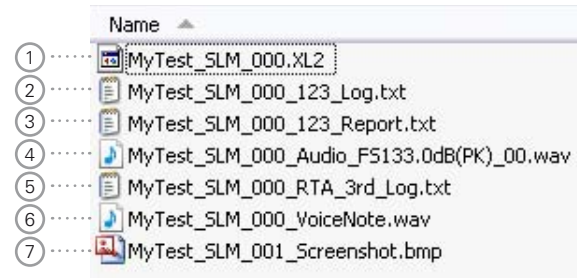 Name
1 MyTest_SLM_000.XL2
2 MyTest_SLM_000_123_Log.txt
3 MyTest_SLM_000_123_Report.txt
4 MyTest_SLM_000_Audio_FS133.0dB(PK)_00.wav
5 MyTest_SLM_000_RTA_3rd_Log.txt
6 MyTest_SLM_000_VoiceNote.wav
7 MyTest_SLM_001_Screenshot.bmp